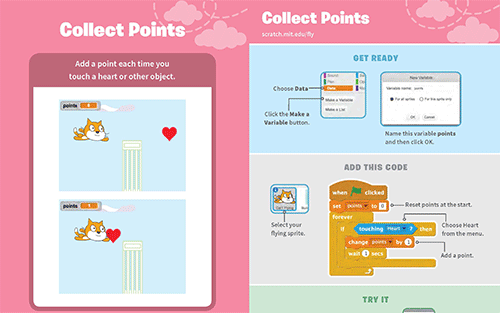 Collect Points
Add a point each time you
touch a heart or other object.
points
points
Collect Points
scratch.mit.edu/fly
GET READY
Choose Data
Data
Make a Variable
Make a List
Click the Make a
Variable button.
New Variable
Variable name: points
For all sprites For this sprite only
OK Cancel
Name this variable points
and then click OK.
ADD THIS CODE
Select your
flying sprite.
when clicked
set points to 0
forever
if touching Heart ? then
change points by 1
wait 1 secs
Reset points at the start.
Choose Heart
from the menu.
Add a point.
TRY IT